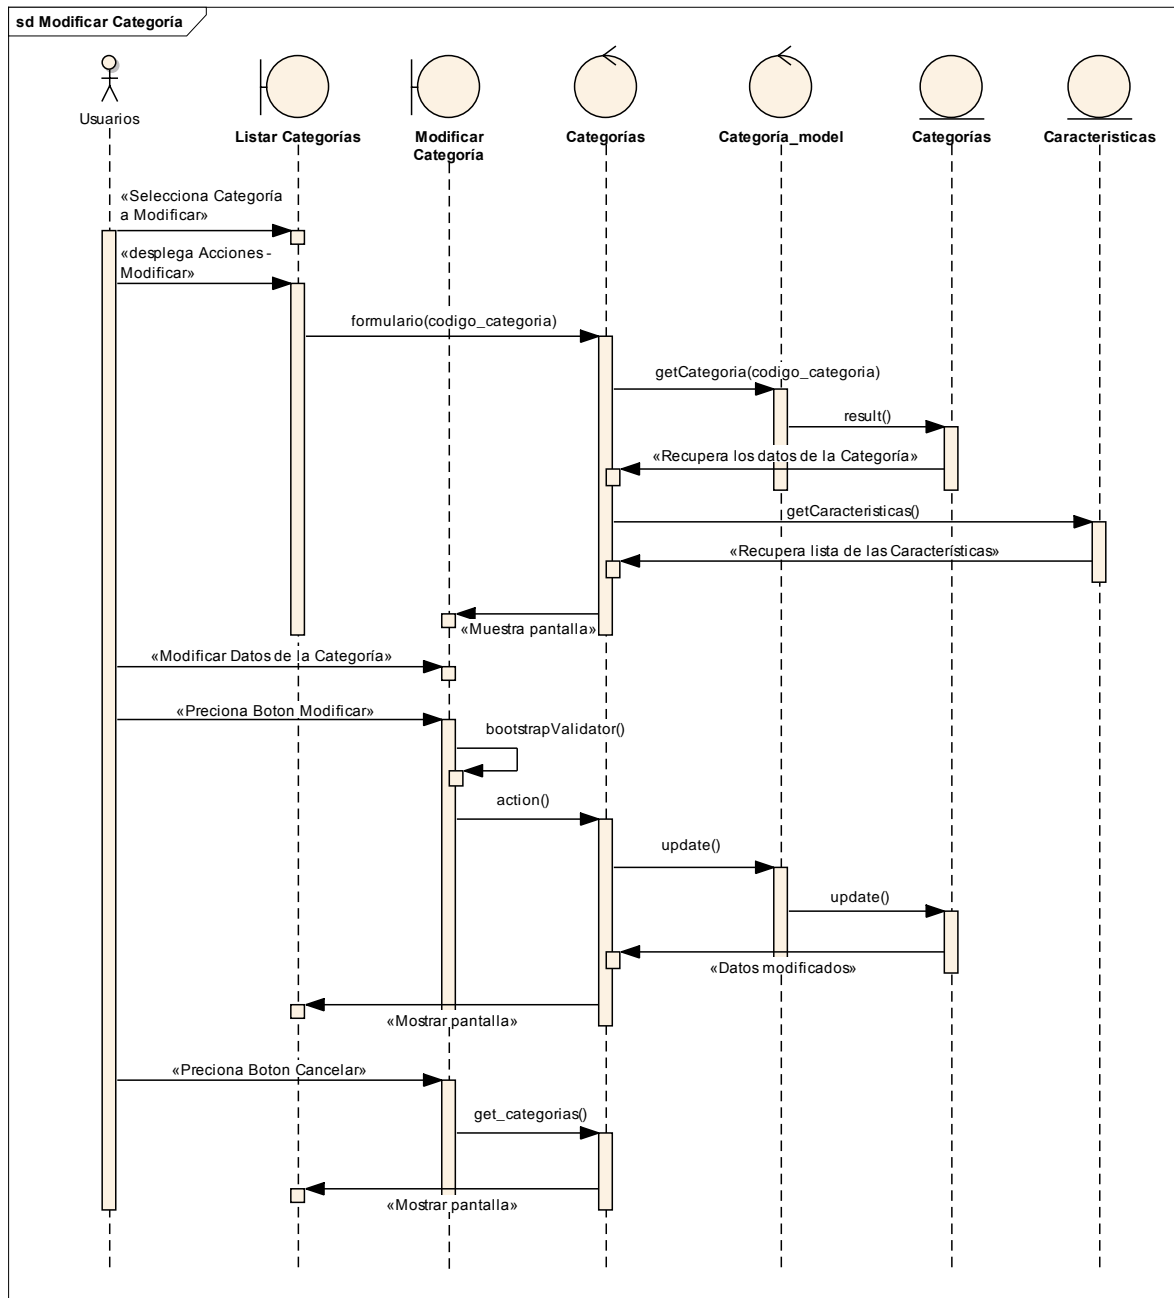 sd Modificar Categoría
Usuarios
Listar Categorías
Modificar
Categoría
Categorías
Categoría_model
Categorías
Caracteristicas
«Selecciona Categoría
a Modificar»
«desplega Acciones -
Modificar»
formulario(codigo_categoria)
getCategoria(codigo_categoria)
result()
«Recupera los datos de la Categoría»
getCaracteristicas()
«Recupera lista de las Características»
«Muestra pantalla»
«Modificar Datos de la Categoría»
«Preciona Boton Modificar»
bootstrapValidator()
action()
update()
update()
«Datos modificados»
«Mostrar pantalla»
«Preciona Boton Cancelar»
get_categorias()
«Mostrar pantalla»